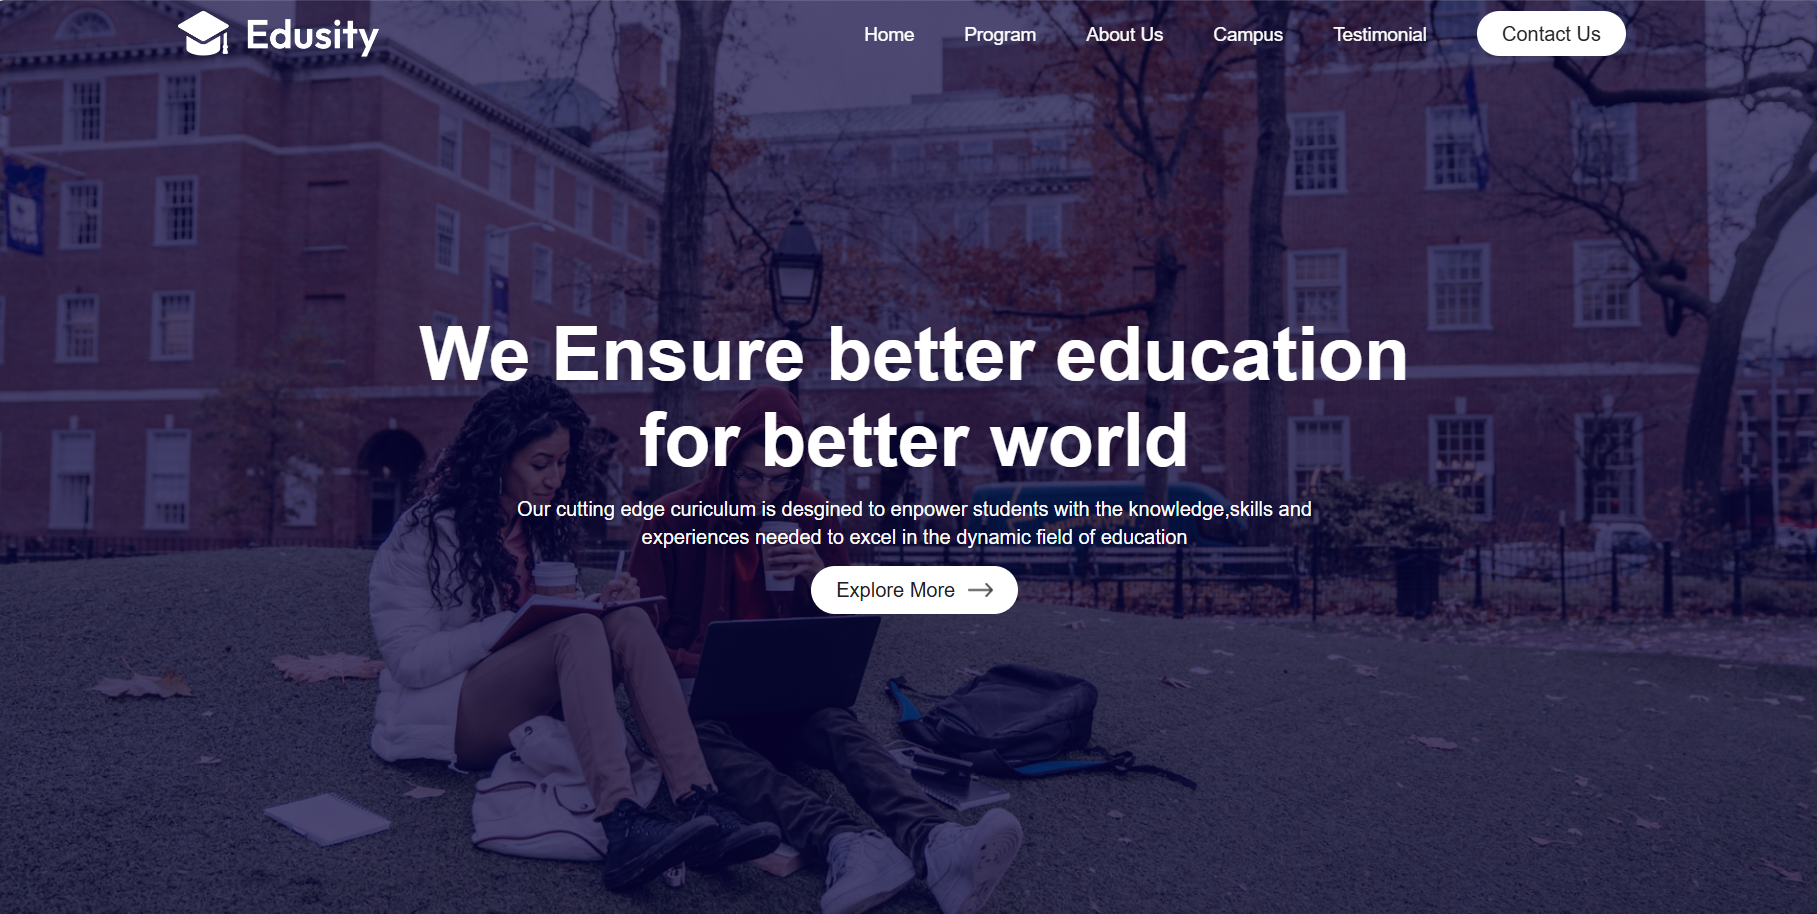 Edusity
Home
Program
About Us
Campus
Testimonial
Contact Us
We Ensure better education
for better world
Our cutting edge curiculum is desgined to enpower students with the knowledge,skills and
experiences needed to excel in the dynamic field of education
Explore More